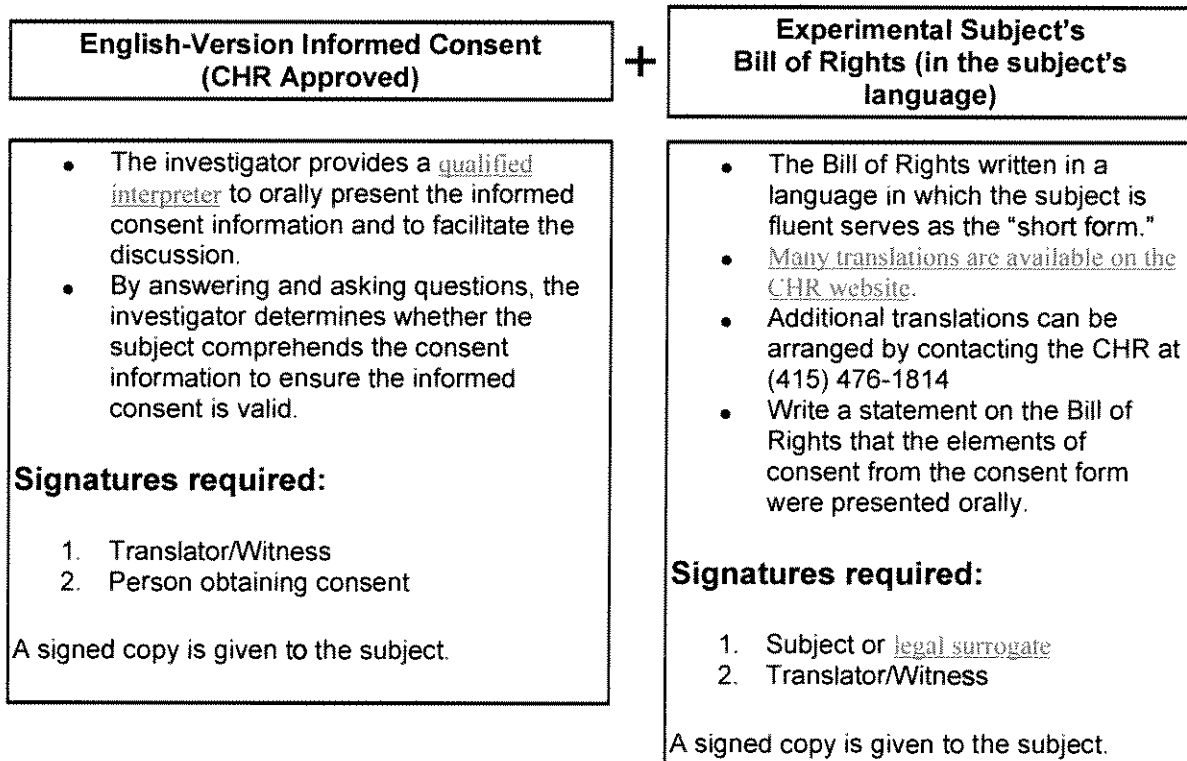 English-Version Informed Consent
(CHR Approved)
+
Experimental Subject's
Bill of Rights (in the subject's
language)
• The investigator provides a qualified
interpreter to orally present the informed
consent information and to facilitate the
discussion.
• By answering and asking questions, the
investigator determines whether the
subject comprehends the consent
information to ensure the informed
consent is valid.
Signatures required:
1. Translator/Witness
2. Person obtaining consent
A signed copy is given to the subject.
• The Bill of Rights written in a
language in which the subject is
fluent serves as the “short form.”
• Many translations are available on the
CHR website.
• Additional translations can be
arranged by contacting the CHR at
(415) 476-1814
• Write a statement on the Bill of
Rights that the elements of
consent from the consent form
were presented orally.
Signatures required:
1. Subject or legal surrogate
2. Translator/Witness
A signed copy is given to the subject.